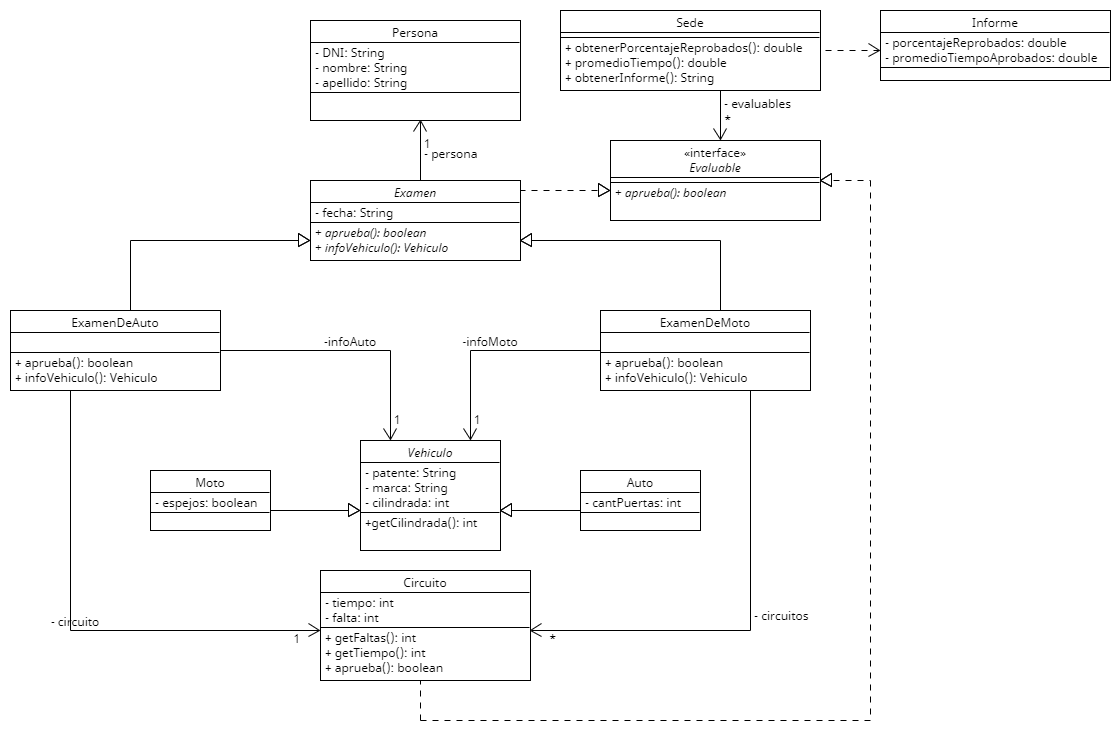 Persona
- DNI: String
- nombre: String
- apellido: String
Sede
+ obtenerPorcentajeReprobados(): double
+ promedioTiempo(): double
+ obtenerInforme(): String
Informe
- porcentajeReprobados: double
- promedioTiempoAprobados: double
- evaluables
*
1
- persona
«interface»
Evaluable
+ aprueba(): boolean
Examen
- fecha: String
+ aprueba(): boolean
+ infoVehiculo(): Vehiculo
ExamenDeAuto
+ aprueba(): boolean
+ infoVehiculo(): Vehiculo
-infoAuto
-infoMoto
ExamenDeMoto
+ aprueba(): boolean
+ infoVehiculo(): Vehiculo
1
1
Vehiculo
- patente: String
- marca: String
- cilindrada: int
+getCilindrada(): int
Moto
- espejos: boolean
Auto
- cantPuertas: int
Circuito
- tiempo: int
- falta: int
+ getFaltas(): int
+ getTiempo(): int
+ aprueba(): boolean
- circuito
1
- circuitos
*